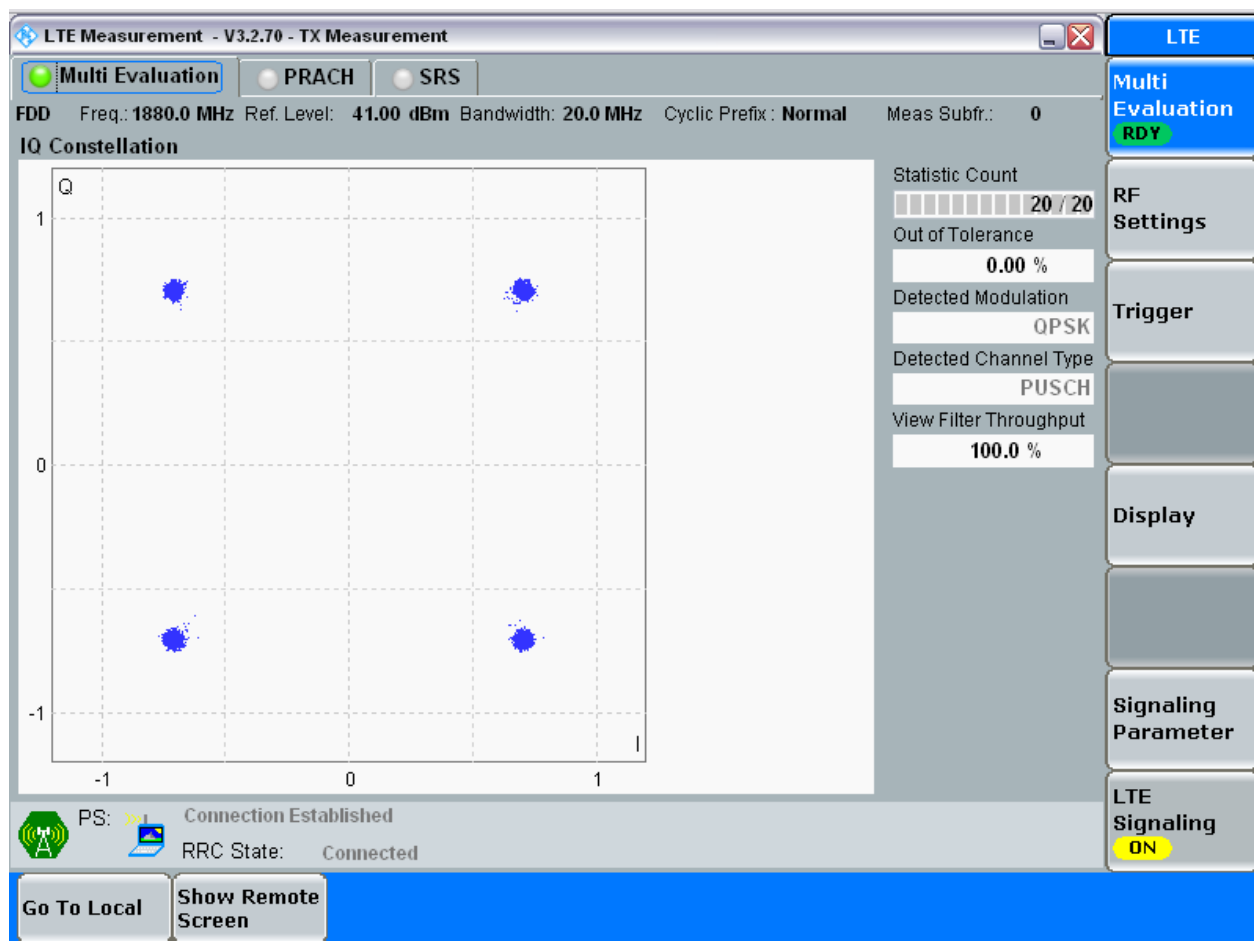 LTE Measurement - V3.2.70 - TX Measurement
LTE
Multi Evaluation PRACH SRS
FDD Freq.: 1880.0 MHz Ref. Level: 41.00 dBm Bandwidth: 20.0 MHz Cyclic Prefix : Normal Meas Subfr.: 0
IQ Constellation
Q
1
0
-1
I
-1 0 1
Statistic Count
20 / 20
Out of Tolerance
0.00 %
Detected Modulation
QPSK
Detected Channel Type
PUSCH
View Filter Throughput
100.0 %
Multi
Evaluation
RDY
RF
Settings
Trigger
Display
Signaling
Parameter
LTE
Signaling
ON
PS: Connection Established
RRC State: Connected
Go To Local
Show Remote
Screen